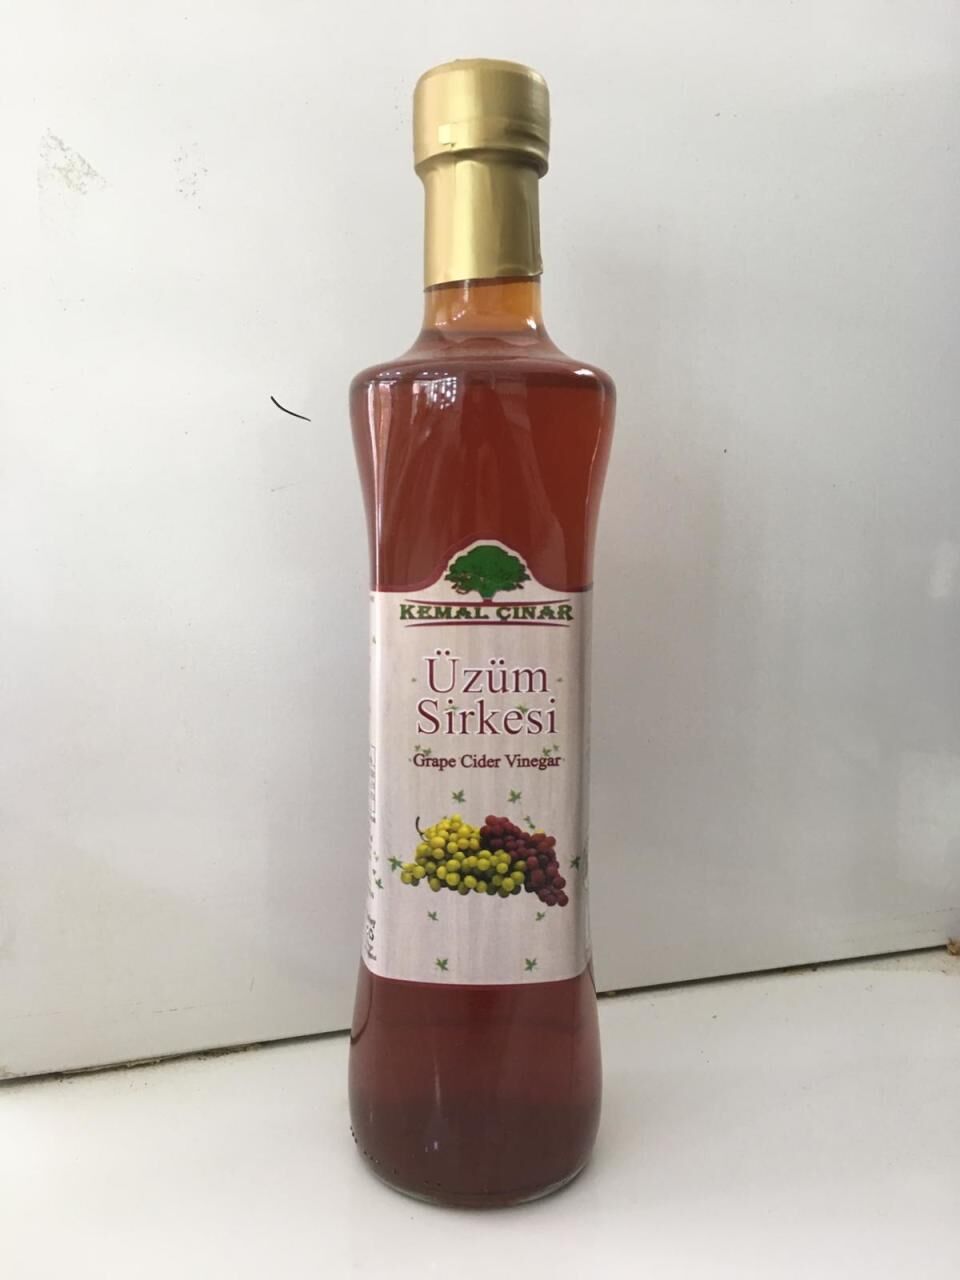 KEMAL ÇINAR
Üzüm
Sirkesi
Grape Cider Vinegar